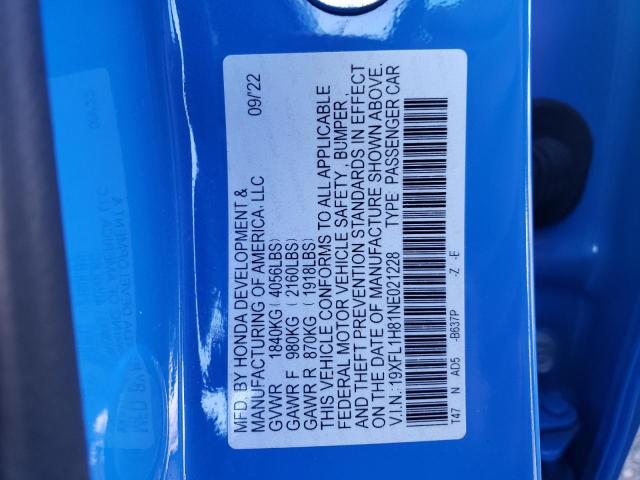 MFD. BY HONDA DEVELOPMENT & 09/'22
MANUFACTURING OF AMERICA, LLC
GVWR 1840KG (4056LBS)
GAWR F 980KG (2160LBS)
GAWR R 870KG (1918LBS)
THIS VEHICLE CONFORMS TO ALL APPLICABLE
FEDERAL MOTOR VEHICLE SAFETY, BUMPER,
AND THEFT PREVENTION STANDARDS IN EFFECT
ON THE DATE OF MANUFACTURE SHOWN ABOVE.
V.I.N.: 19XFL1H81NE021228 TYPE PASSENGER CAR
T47 N AD5 -B637P -Z -E